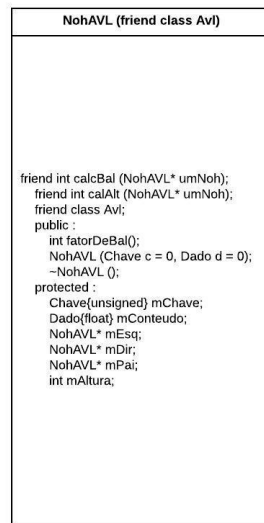 NohAVL (friend class Avl)
friend int calcBal (NohAVL* umNoh);
friend int calAlt (NohAVL* umNoh);
friend class Avl;
public :
int fatorDeBal();
NohAVL (Chave c = 0, Dado d = 0);
~NohAVL ();
protected :
Chave{unsigned} mChave;
Dado{float} mConteudo;
NohAVL* mEsq;
NohAVL* mDir;
NohAVL* mPai;
int mAltura;